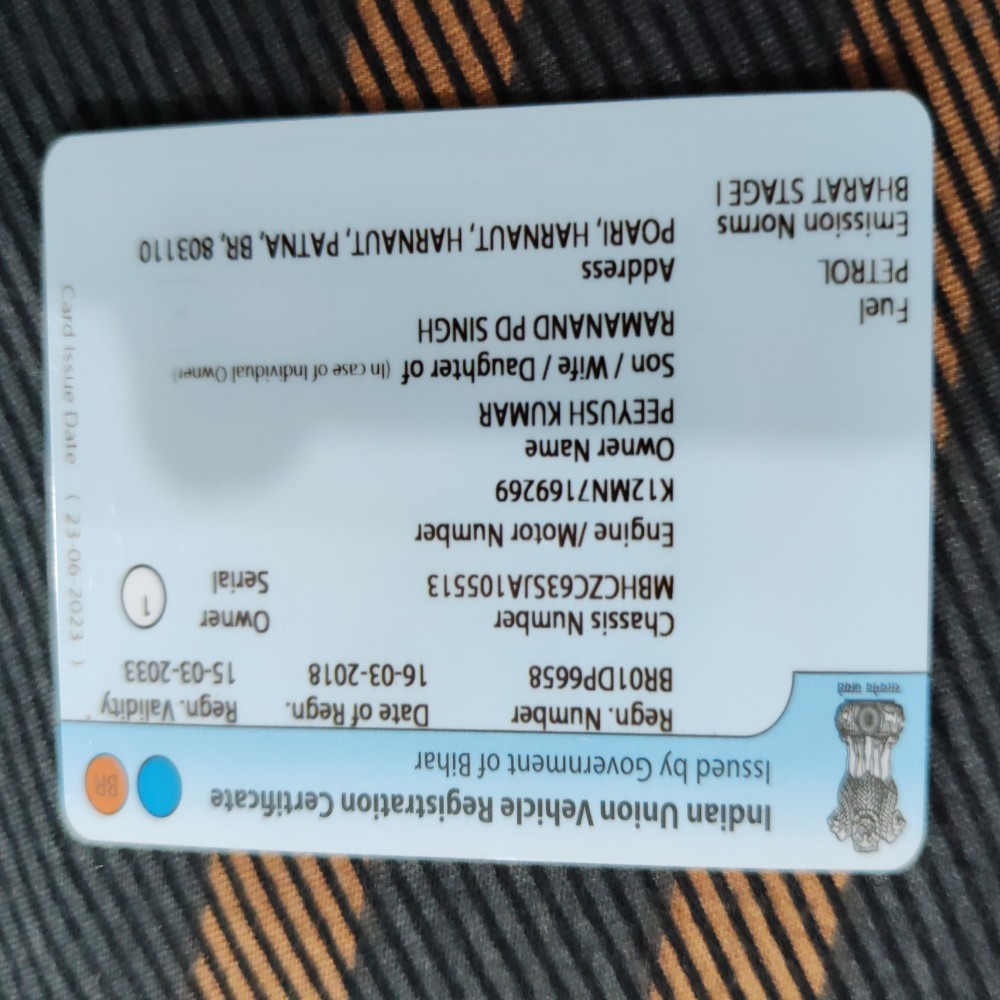 Indian Union Vehicle Registration Certificate
Issued by Government of Bihar
BR
सत्यमेव जयते
Regn. Number Date of Regn. Regn. Validity
BR01DP6658 16-03-2018 15-03-2033
Chassis Number
MBHCZC63SJA105513
Owner
Serial
1
Engine / Motor Number
K12MN7169269
Owner Name
PEEYUSH KUMAR
Son / Wife / Daughter of (In case of Individual Owner)
RAMANAND PD SINGH
Address
POARI, HARNAUT, HARNAUT, PATNA, BR, 803110
Fuel
PETROL
Emission Norms
BHARAT STAGE I
Card Issue Date ( 23-06-2023 )